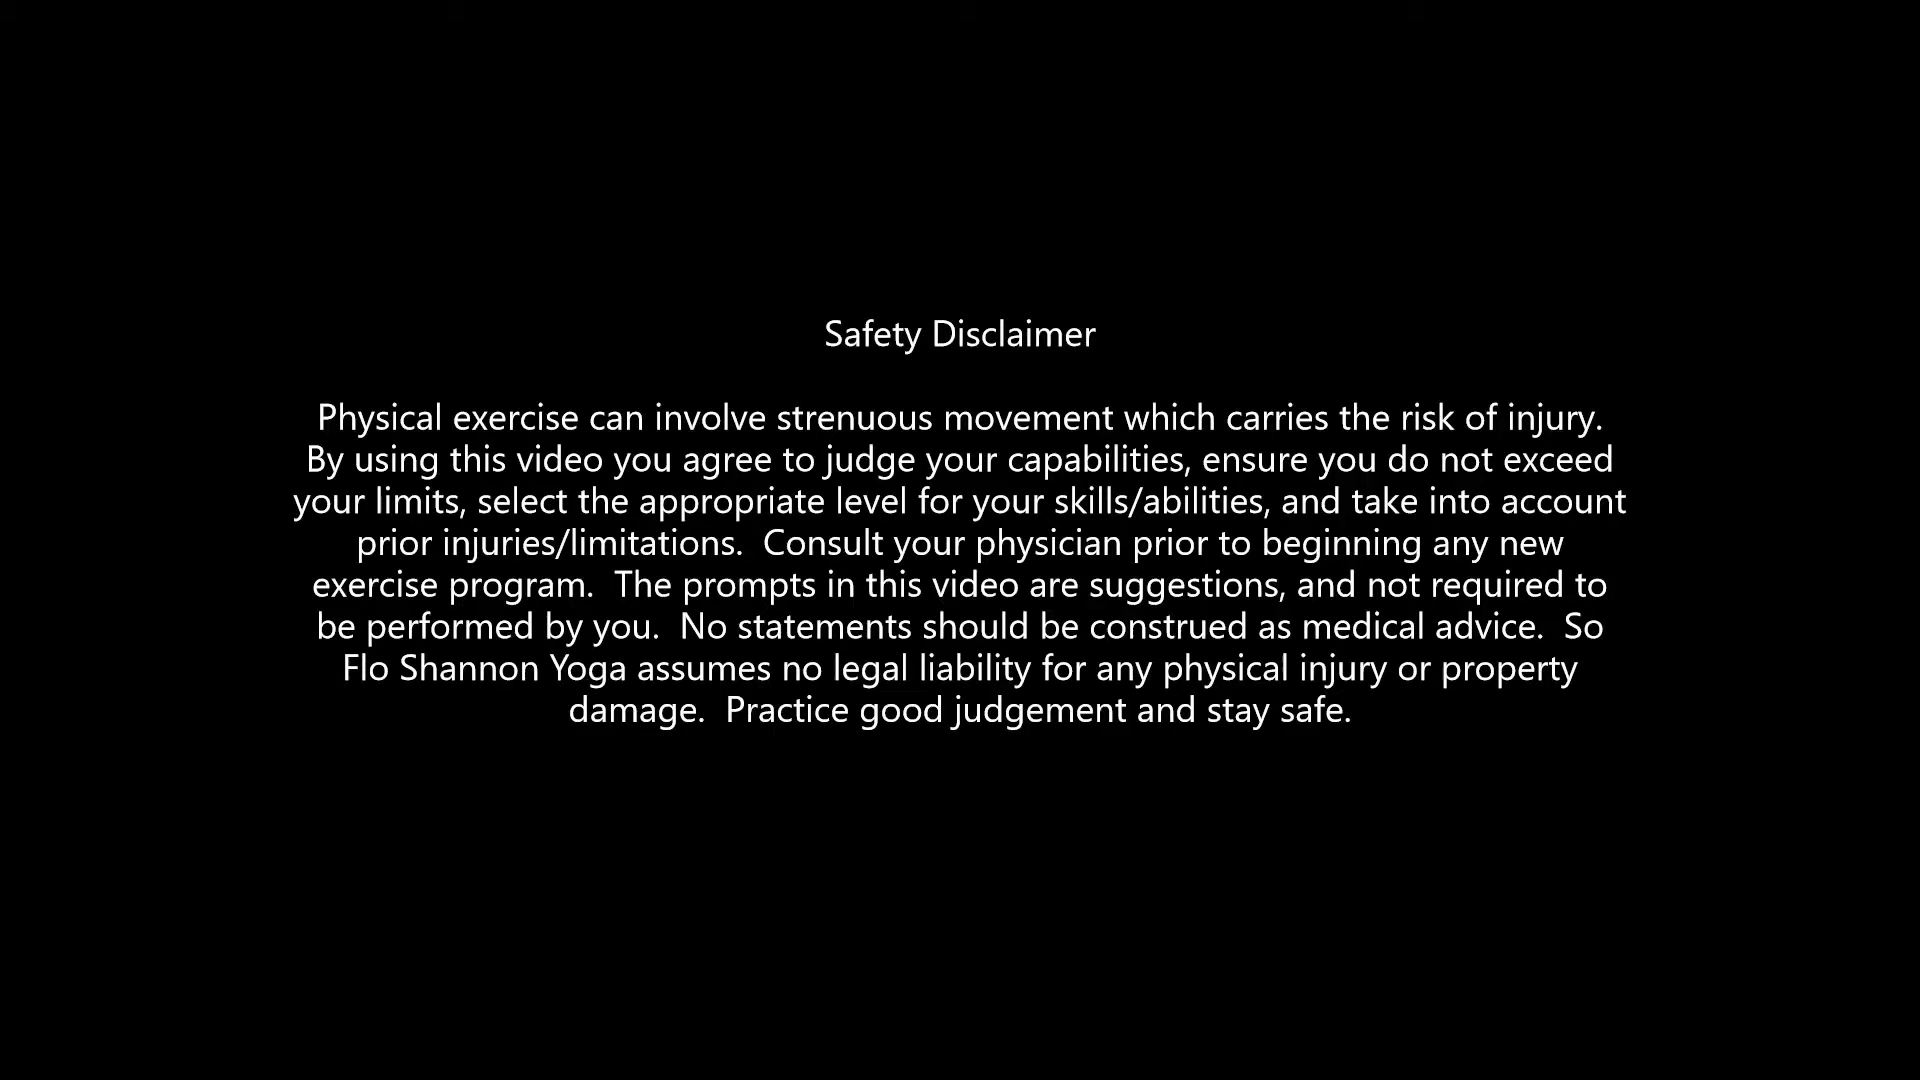 Safety Disclaimer
Physical exercise can involve strenuous movement which carries the risk of injury.
By using this video you agree to judge your capabilities, ensure you do not exceed
your limits, select the appropriate level for your skills/abilities, and take into account
prior injuries/limitations.  Consult your physician prior to beginning any new
exercise program.  The prompts in this video are suggestions, and not required to
be performed by you.  No statements should be construed as medical advice.  So
Flo Shannon Yoga assumes no legal liability for any physical injury or property
damage.  Practice good judgement and stay safe.